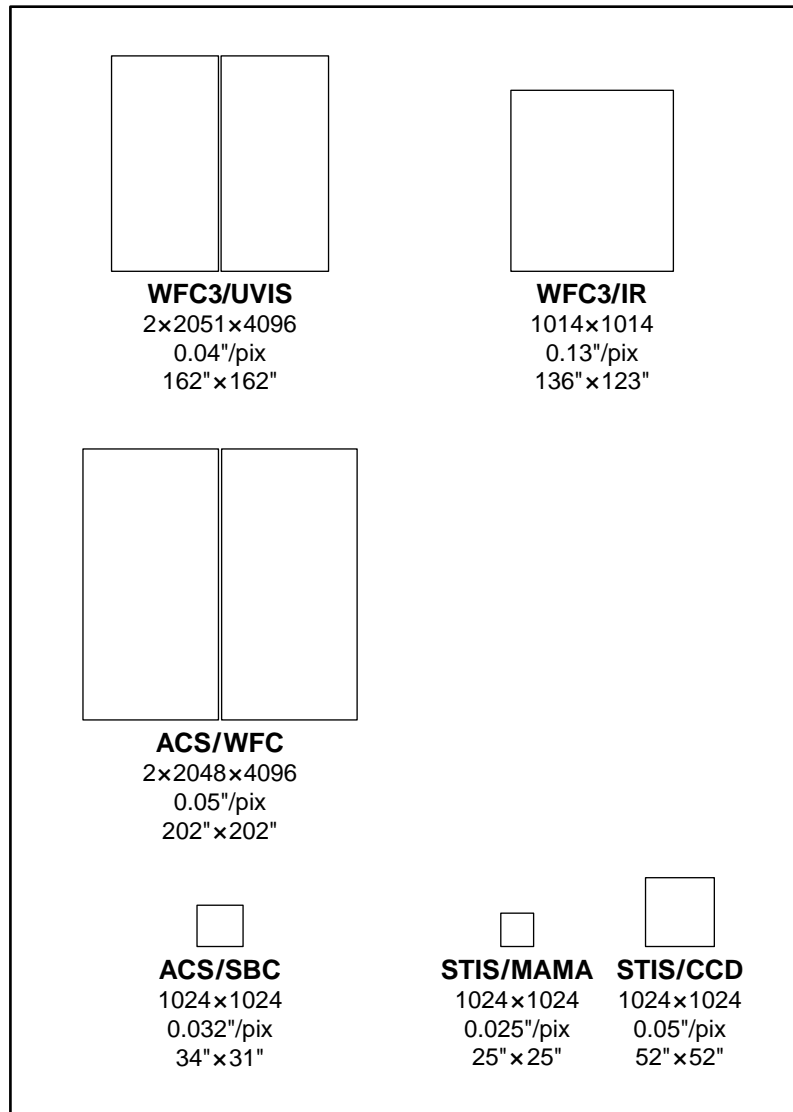 WFC3/UVIS
2×2051×4096
0.04"/pix
162"×162"
WFC3/IR
1014×1014
0.13"/pix
136"×123"
ACS/WFC
2×2048×4096
0.05"/pix
202"×202"
ACS/SBC
1024×1024
0.032"/pix
34"×31"
STIS/MAMA
1024×1024
0.025"/pix
25"×25"
STIS/CCD
1024×1024
0.05"/pix
52"×52"